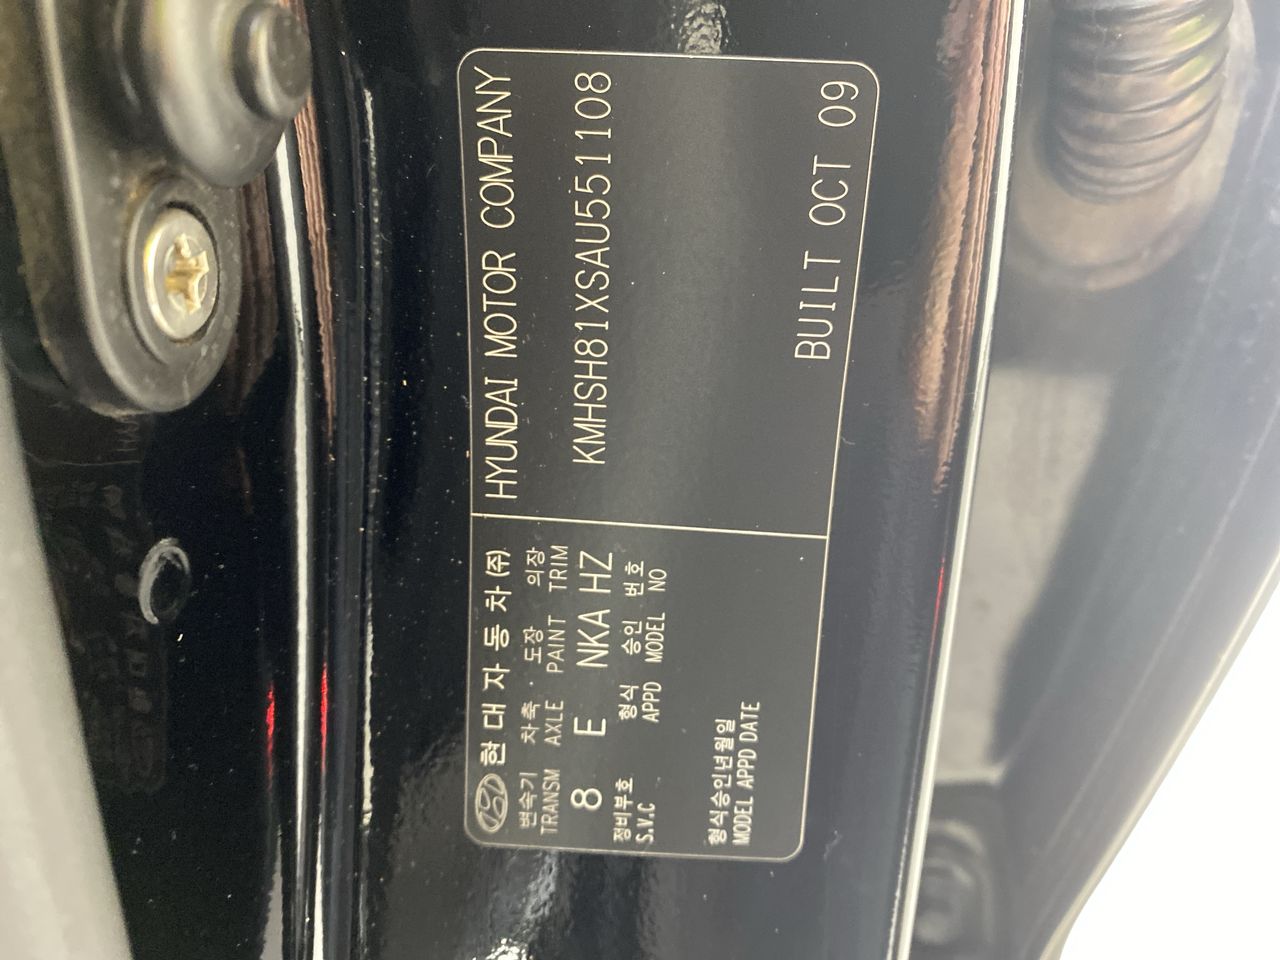 현대자동차(주)
HYUNDAI MOTOR COMPANY
변속기 차축 · 도장 의장
TRANSM AXLE PAINT TRIM
8 E NKA HZ
KMHSH81XSAU551108
정비부호 형식 승인 번호
S.V.C APPD MODEL NO
형식승인년월일
MODEL APPD DATE
BUILT OCT 09